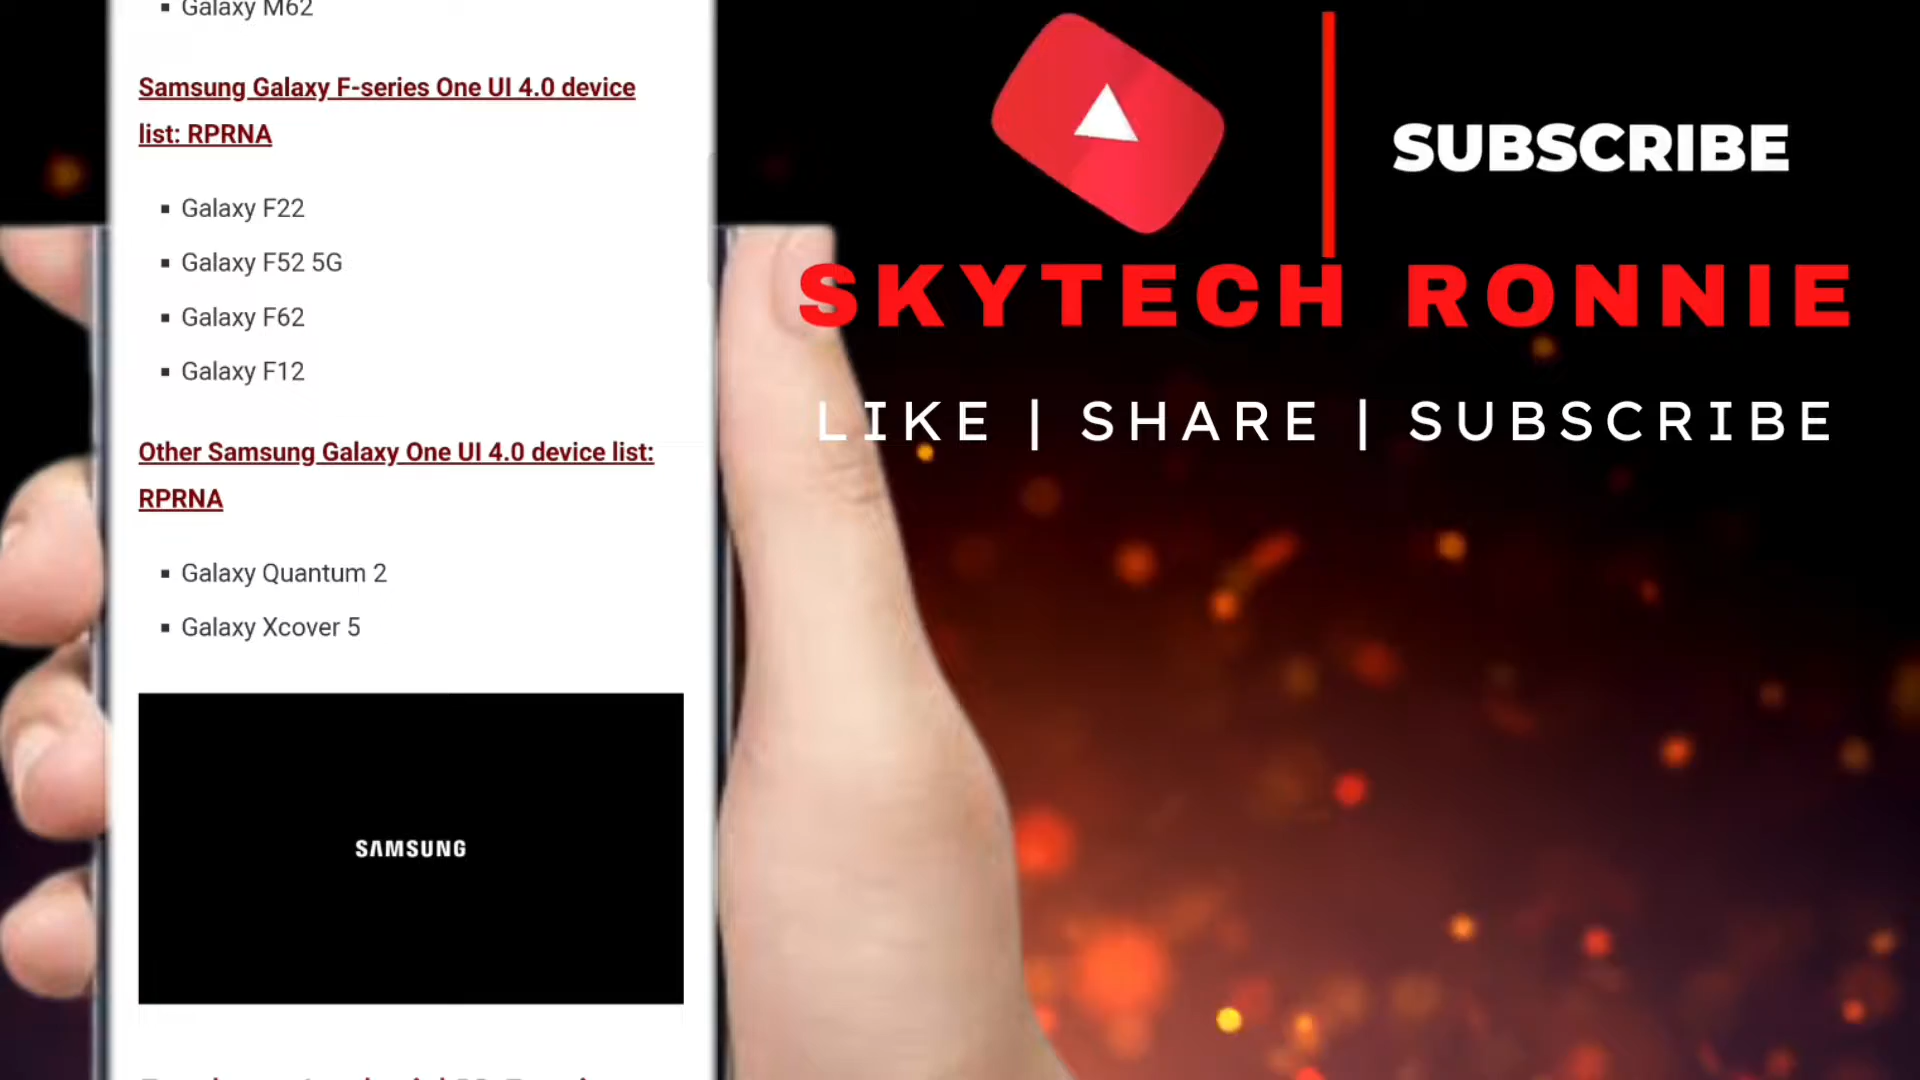 Galaxy M62
Samsung Galaxy F-series One UI 4.0 device
list: RPRNA
Galaxy F22
Galaxy F52 5G
Galaxy F62
Galaxy F12
Other Samsung Galaxy One UI 4.0 device list:
RPRNA
Galaxy Quantum 2
Galaxy Xcover 5
SAMSUNG
SUBSCRIBE
SKYTECH RONNIE
LIKE | SHARE | SUBSCRIBE